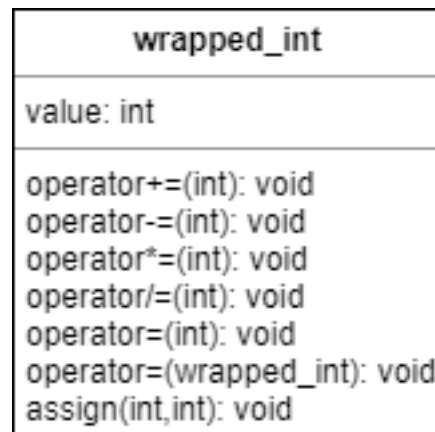 wrapped_int
value: int
operator+=(int): void
operator-=(int): void
operator*=(int): void
operator/=(int): void
operator=(int): void
operator=(wrapped_int): void
assign(int,int): void